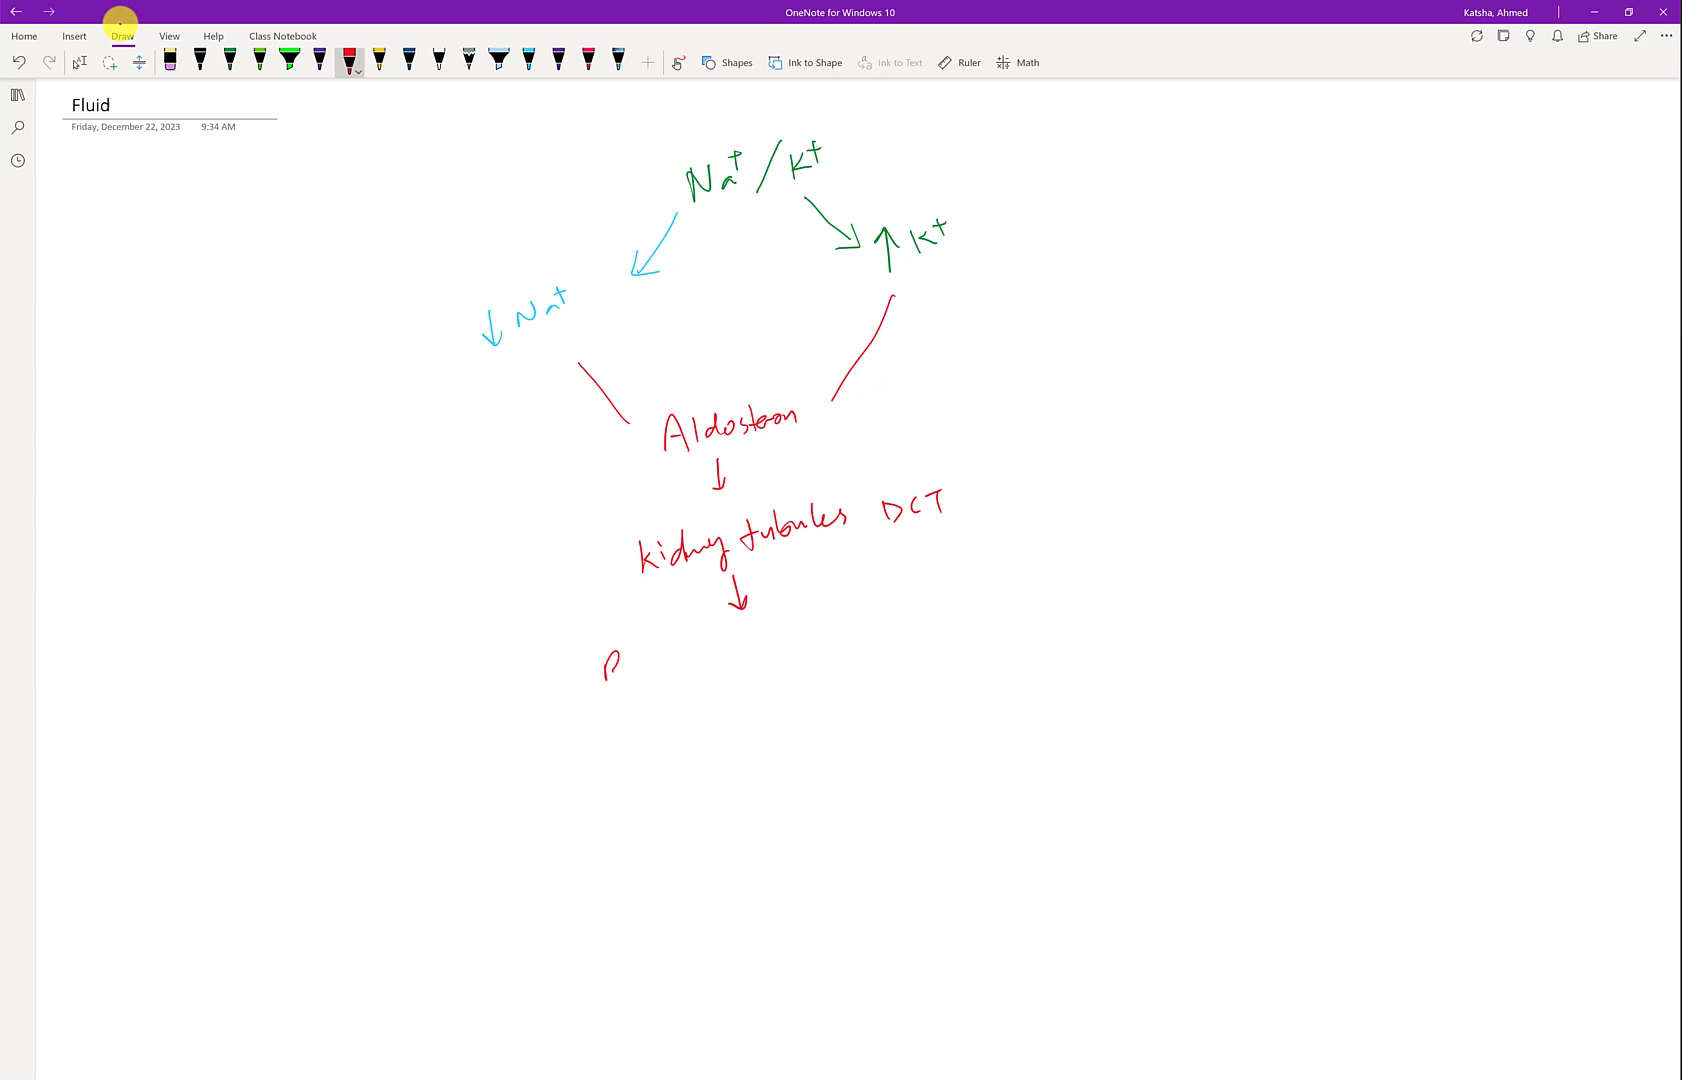 OneNote for Windows 10
Katsha, Ahmed
Home Insert Draw View Help Class Notebook
Share
Shapes Ink to Shape Ink to Text Ruler Math
Fluid
Friday, December 22, 2023 9:34 AM
Na+ / K+
↑ K+
↓ Na+
Aldosteron
↓
Kidney tubules DCT
↓